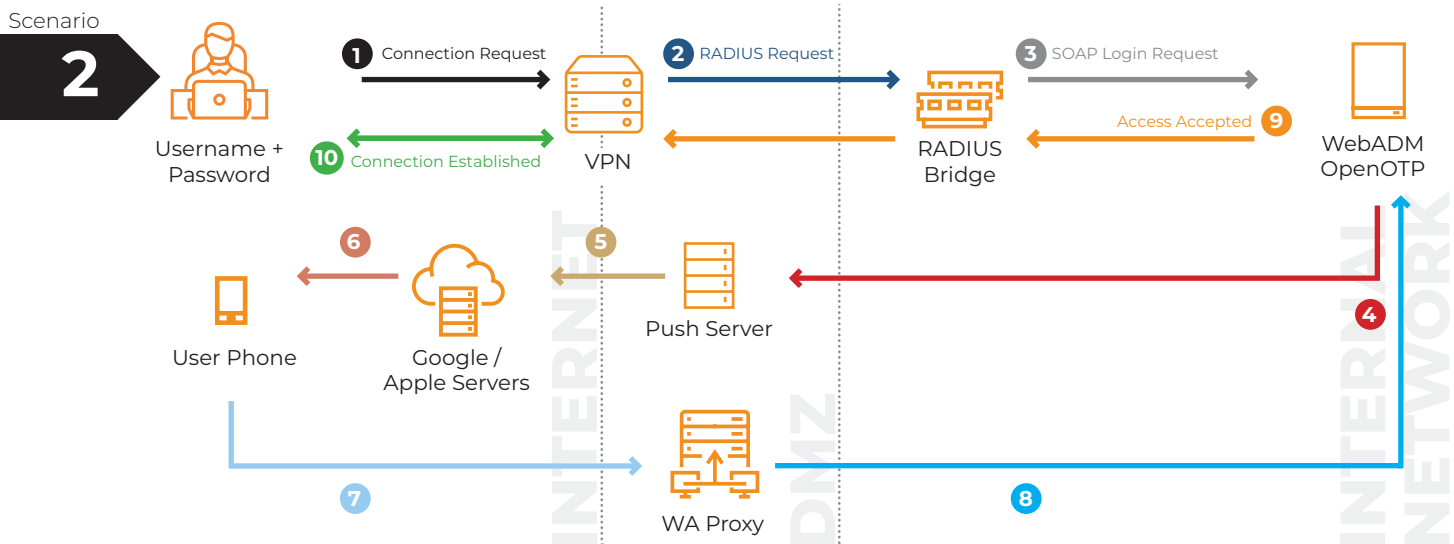 Scenario
2
1 Connection Request
2 RADIUS Request
3 SOAP Login Request
Access Accepted 9
10 Connection Established
Username +
Password
VPN
RADIUS
Bridge
WebADM
OpenOTP
6
5
4
User Phone
Google /
Apple Servers
Push Server
7
8
WA Proxy
INTERNET
DMZ
INTERNAL
NETWORK